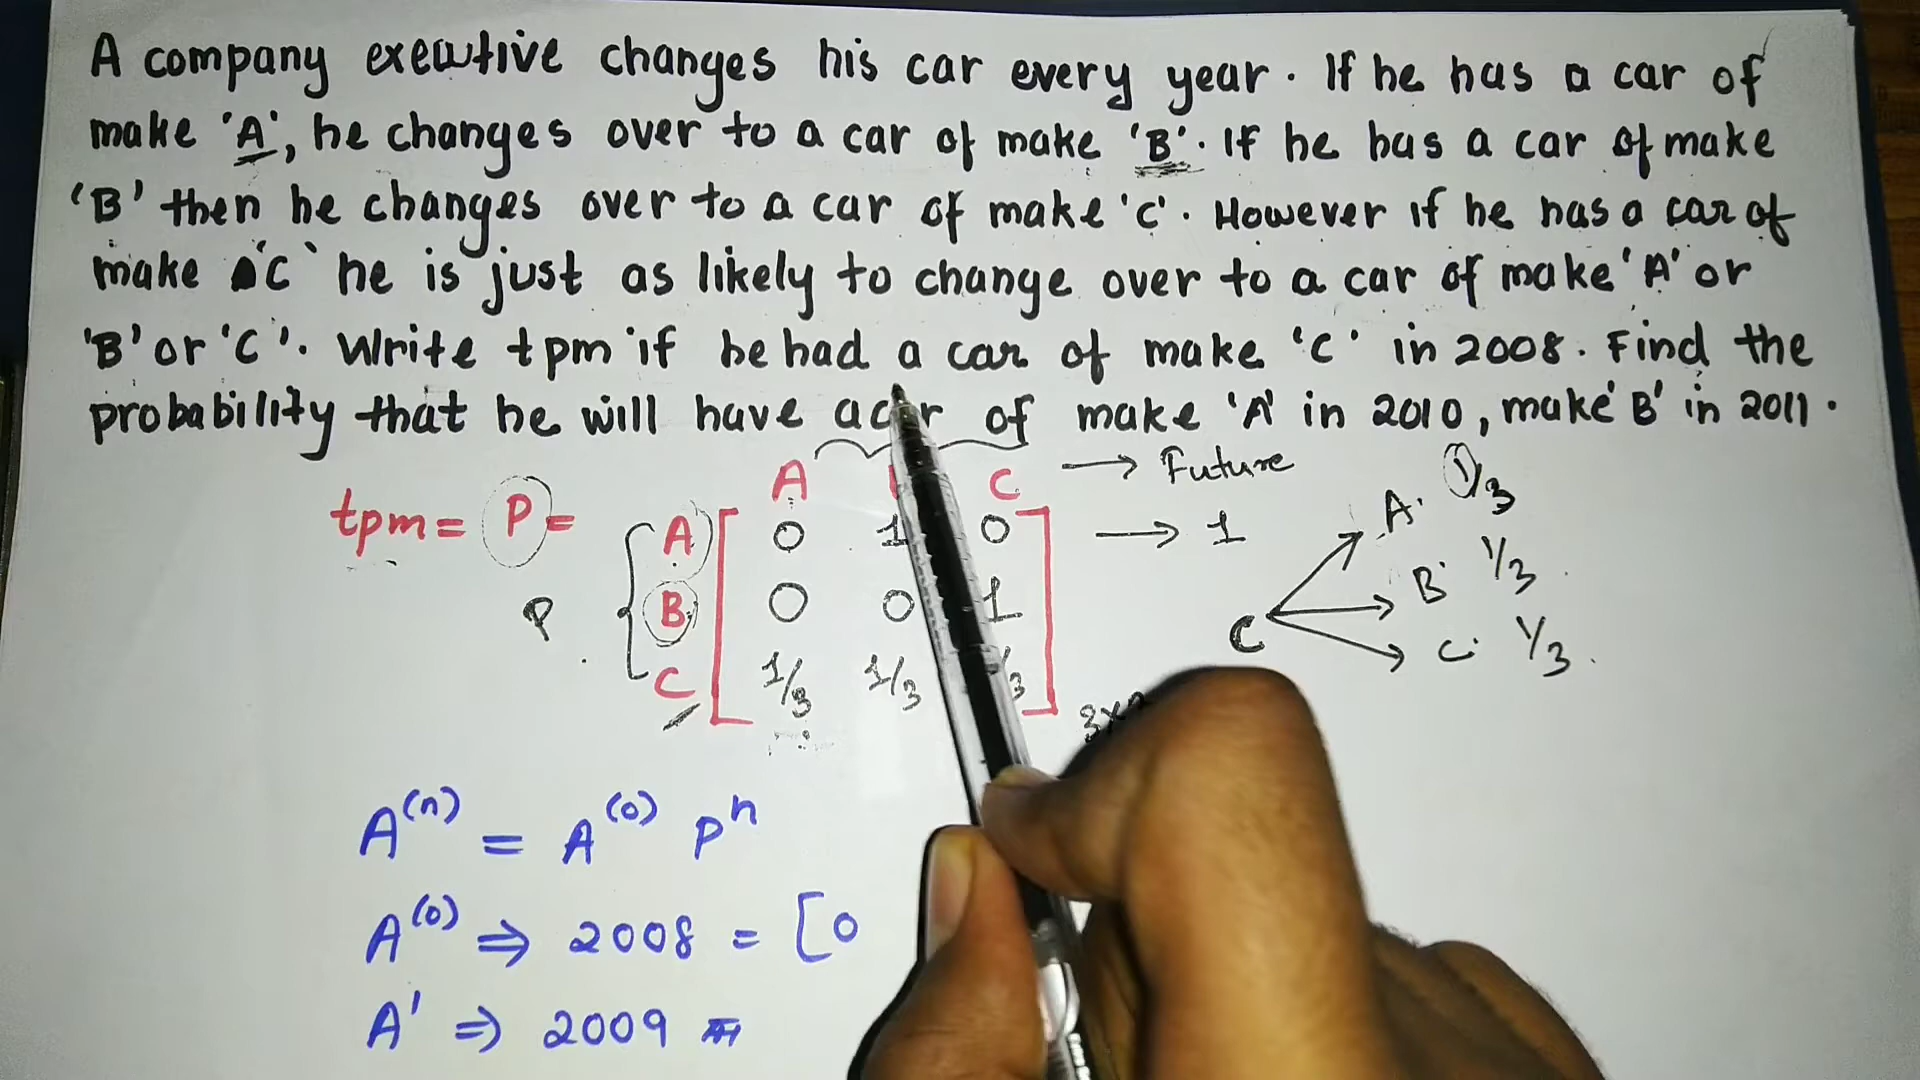 A company executive changes his car every year. If he has a car of
make 'A', he changes over to a car of make 'B'. If he has a car of make
'B' then he changes over to a car of make 'C'. However if he has a car of
make 'C' he is just as likely to change over to a car of make 'A' or
'B' or 'C'. Write tpm if he had a car of make 'C' in 2008. Find the
probability that he will have a car of make 'A' in 2010, make 'B' in 2011.
A C → Future
tpm = P = A 0 1 0 → 1
P B 0 0 1
C 1/3 1/3 /3
3×
C A. 1/3
B 1/3
C 1/3
A(n) = A(0) Pn
A(0) ⇒ 2008 = [0
A' ⇒ 2009